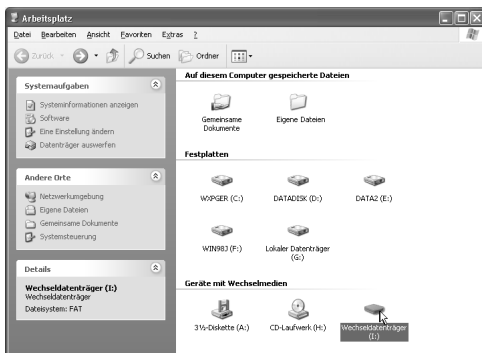 Arbeitsplatz
Datei Bearbeiten Ansicht Favoriten Extras ?
Zurück Suchen Ordner
Systemaufgaben
Systeminformationen anzeigen
Software
Eine Einstellung ändern
Datenträger auswerfen
Andere Orte
Netzwerkumgebung
Eigene Dateien
Gemeinsame Dokumente
Systemsteuerung
Details
Wechseldatenträger (I:)
Wechseldatenträger
Dateisystem: FAT
Auf diesem Computer gespeicherte Dateien
Gemeinsame
Dokumente
Eigene Dateien
Festplatten
WXPGER (C:)
DATADISK (D:)
DATA2 (E:)
WIN98J (F:)
Lokaler Datenträger
(G:)
Geräte mit Wechselmedien
3½-Diskette (A:)
CD-Laufwerk (H:)
Wechseldatenträger
(I:)